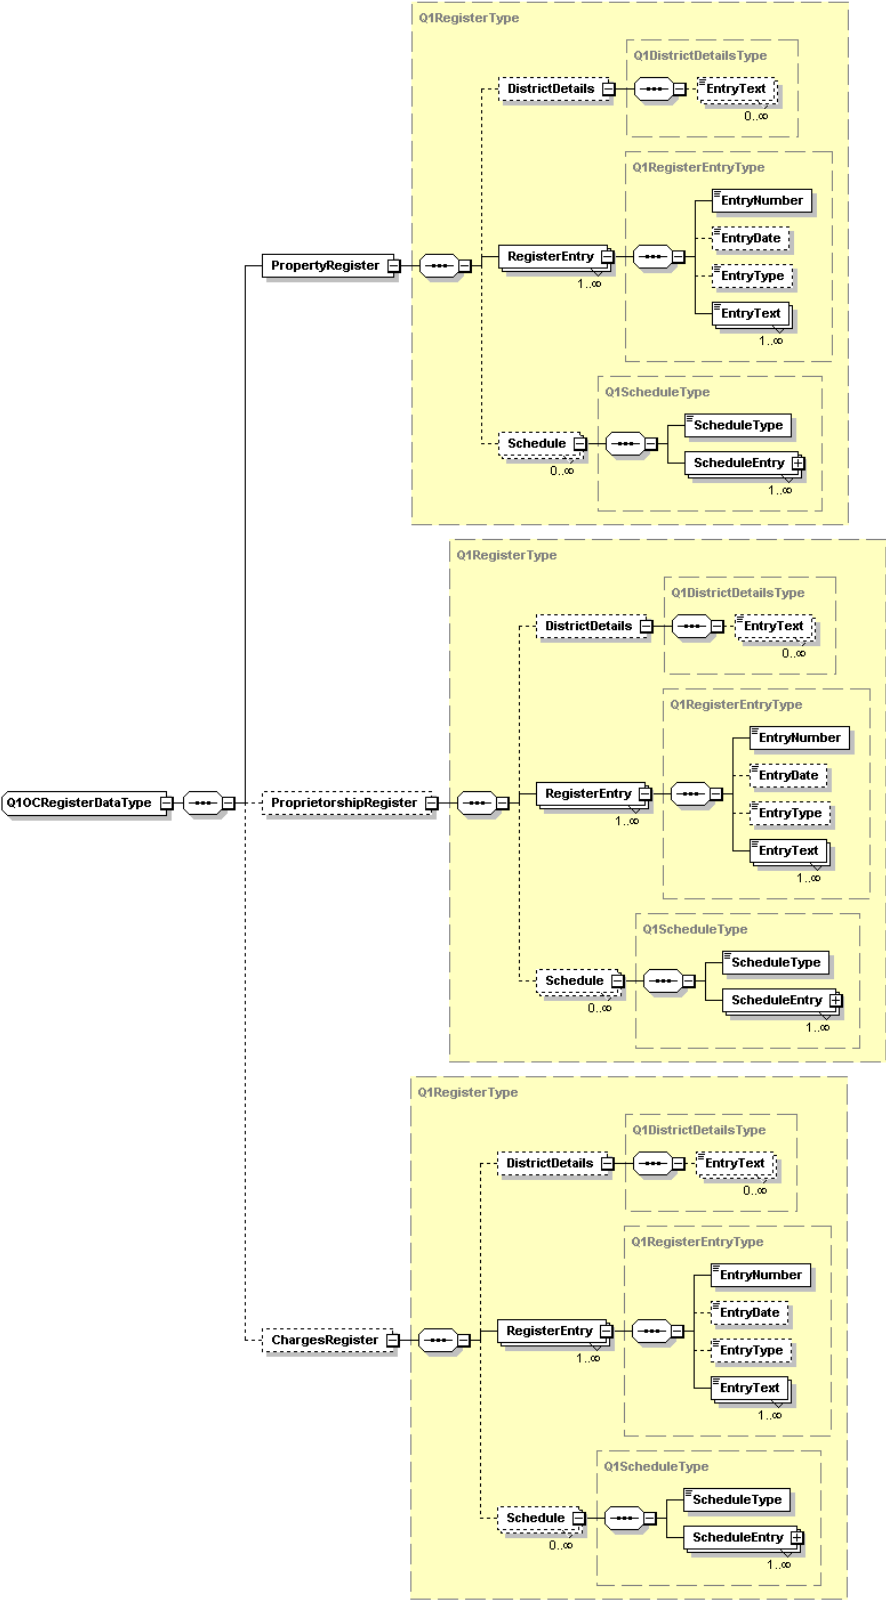 Q1RegisterType
Q1DistrictDetailsType
DistrictDetails
EntryText
0..∞
Q1RegisterEntryType
EntryNumber
EntryDate
RegisterEntry
PropertyRegister
EntryType
1..∞
EntryText
1..∞
Q1ScheduleType
ScheduleType
Schedule
ScheduleEntry
0..∞
1..∞
Q1RegisterType
Q1DistrictDetailsType
DistrictDetails
EntryText
0..∞
Q1RegisterEntryType
EntryNumber
EntryDate
RegisterEntry
Q1OCRegisterDataType
ProprietorshipRegister
EntryType
1..∞
EntryText
1..∞
Q1ScheduleType
ScheduleType
Schedule
ScheduleEntry
0..∞
1..∞
Q1RegisterType
Q1DistrictDetailsType
DistrictDetails
EntryText
0..∞
Q1RegisterEntryType
EntryNumber
EntryDate
RegisterEntry
ChargesRegister
EntryType
1..∞
EntryText
1..∞
Q1ScheduleType
ScheduleType
Schedule
ScheduleEntry
0..∞
1..∞